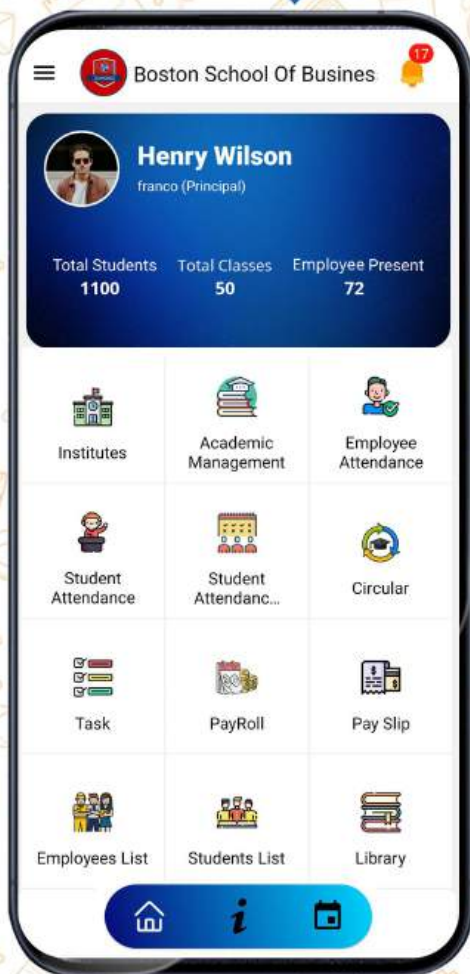 Boston School Of Busines
17
Henry Wilson
franco (Principal)
Total Students
Total Classes
Employee Present
1100
50
72
Institutes
Academic
Management
Employee
Attendance
Student
Attendance
Student
Attendanc...
Circular
Task
PayRoll
Pay Slip
Employees List
Students List
Library
i